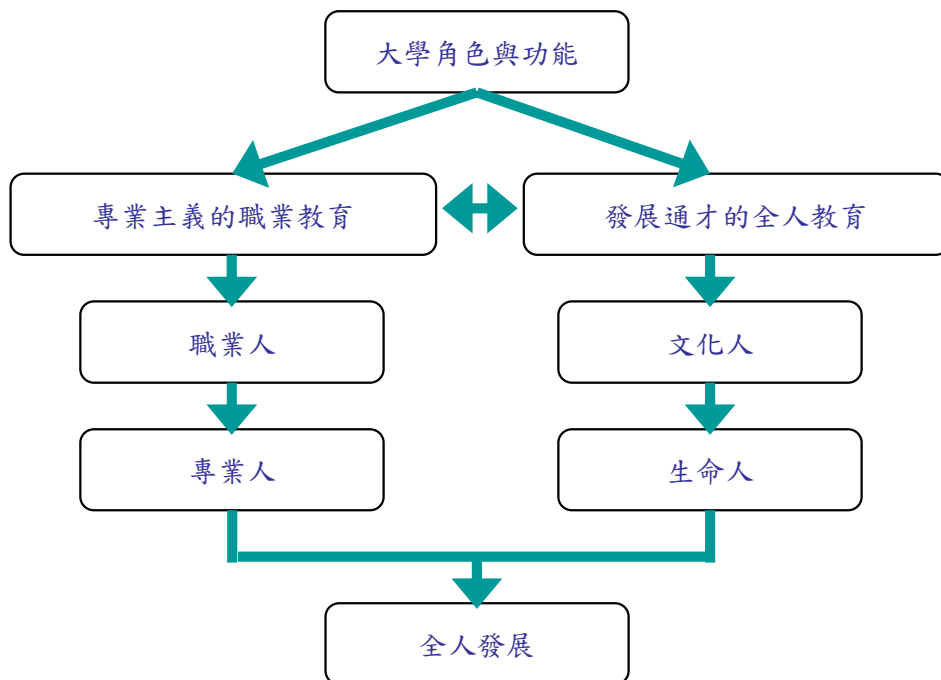 大學角色與功能
專業主義的職業教育
發展通才的全人教育
職業人
文化人
專業人
生命人
全人發展